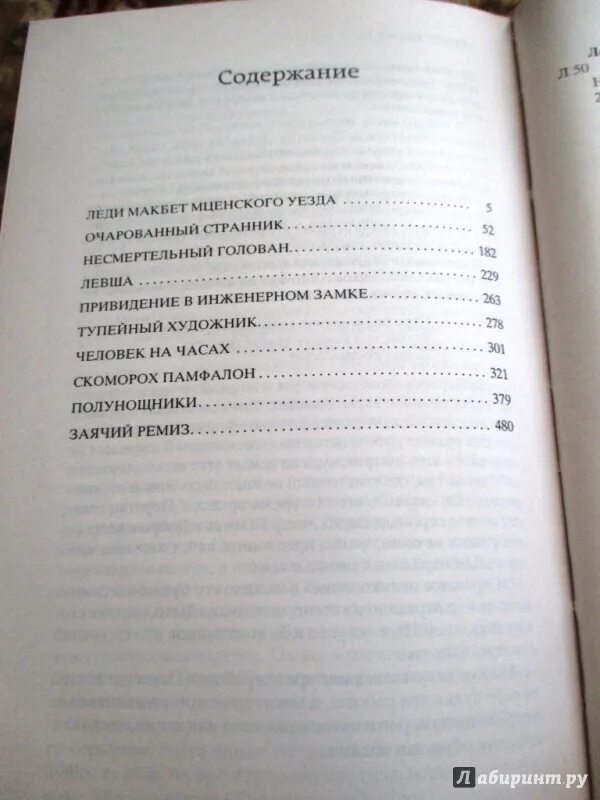 Содержание
ЛЕДИ МАКБЕТ МЦЕНСКОГО УЕЗДА .................... 5
ОЧАРОВАННЫЙ СТРАННИК .......................... 52
НЕСМЕРТЕЛЬНЫЙ ГОЛОВАН.......................... 182
ЛЕВША .......................................... 229
ПРИВИДЕНИЕ В ИНЖЕНЕРНОМ ЗАМКЕ................. 263
ТУПЕЙНЫЙ ХУДОЖНИК.............................. 278
ЧЕЛОВЕК НА ЧАСАХ ............................... 301
СКОМОРОХ ПАМФАЛОН ............................. 321
ПОЛУНОЩНИКИ.................................... 379
ЗАЯЧИЙ РЕМИЗ ................................... 480
Л 50
Лабиринт.ру